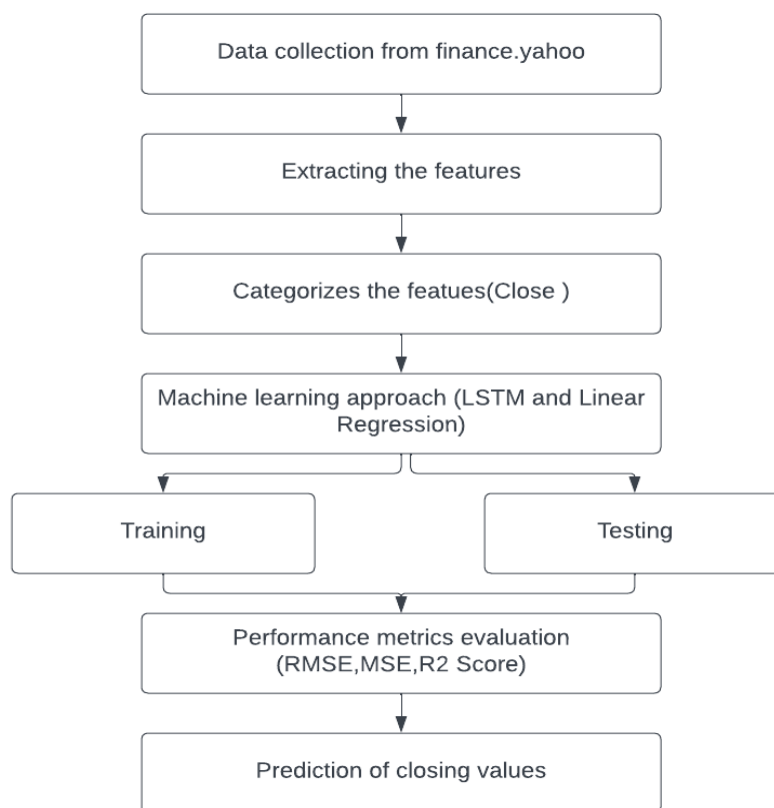 Data collection from finance.yahoo
Extracting the features
Categorizes the featues(Close )
Machine learning approach (LSTM and Linear
Regression)
Training
Testing
Performance metrics evaluation
(RMSE,MSE,R2 Score)
Prediction of closing values